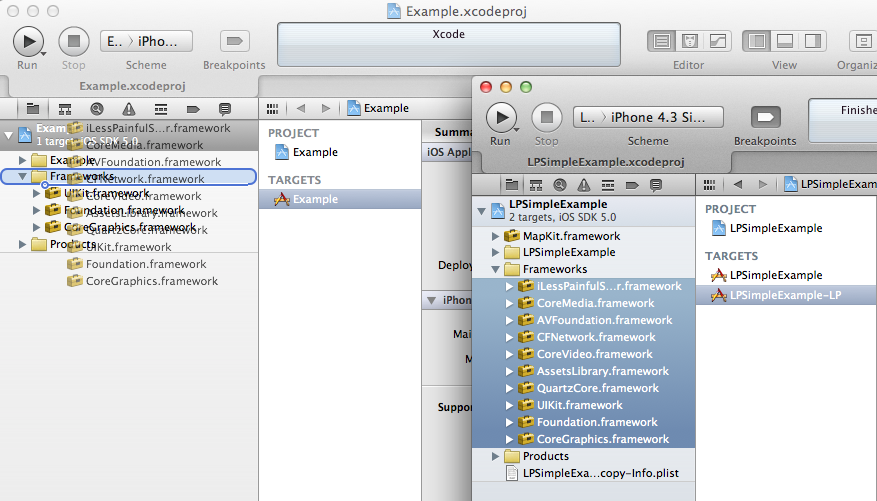 Example.xcodeproj
E.. iPho...
Xcode
Run
Stop
Scheme
Breakpoints
Editor
View
Organiz
Example.xcodeproj
Example
Exam
1 target, iOS SDK 5.0
Example
Frameworks
UIKit.framework
Foundation.framework
CoreGraphics.framework
Products
iLessPainfulS...r.framework
CoreMedia.framework
AVFoundation.framework
CFNetwork.framework
CoreVideo.framework
AssetsLibrary.framework
QuartzCore.framework
UIKit.framework
Foundation.framework
CoreGraphics.framework
PROJECT
Example
TARGETS
Example
Summa
iOS Appl
Deploy
iPhon
Mai
M
Suppo
L... iPhone 4.3 Si...
Finishe
Run
Stop
Scheme
Breakpoints
LPSimpleExample.xcodeproj
LPSimpleExam
LPSimpleExample
2 targets, iOS SDK 5.0
MapKit.framework
LPSimpleExample
Frameworks
iLessPainfulS...r.framework
CoreMedia.framework
AVFoundation.framework
CFNetwork.framework
CoreVideo.framework
AssetsLibrary.framework
QuartzCore.framework
UIKit.framework
Foundation.framework
CoreGraphics.framework
Products
LPSimpleExa...copy-Info.plist
PROJECT
LPSimpleExample
TARGETS
LPSimpleExample
LPSimpleExample-LP